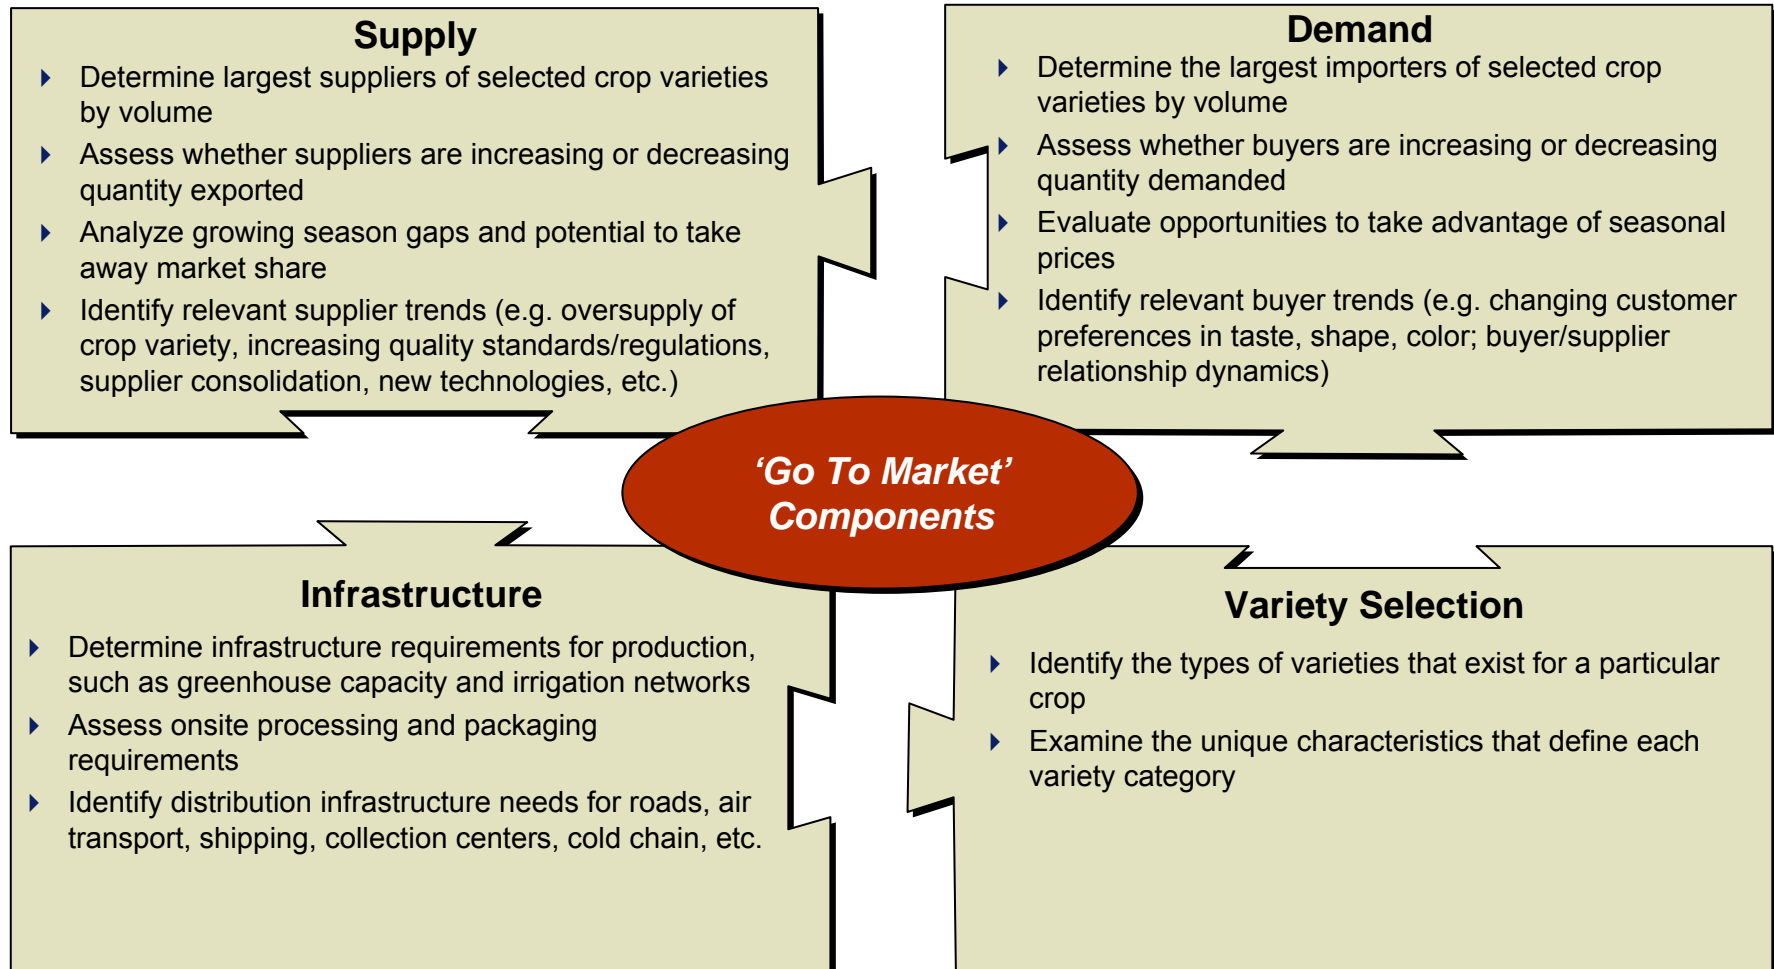 Supply
Determine largest suppliers of selected crop varieties
by volume
Assess whether suppliers are increasing or decreasing
quantity exported
Analyze growing season gaps and potential to take
away market share
Identify relevant supplier trends (e.g. oversupply of
crop variety, increasing quality standards/regulations,
supplier consolidation, new technologies, etc.)
Demand
Determine the largest importers of selected crop
varieties by volume
Assess whether buyers are increasing or decreasing
quantity demanded
Evaluate opportunities to take advantage of seasonal
prices
Identify relevant buyer trends (e.g. changing customer
preferences in taste, shape, color; buyer/supplier
relationship dynamics)
‘Go To Market’
Components
Infrastructure
Determine infrastructure requirements for production,
such as greenhouse capacity and irrigation networks
Assess onsite processing and packaging
requirements
Identify distribution infrastructure needs for roads, air
transport, shipping, collection centers, cold chain, etc.
Variety Selection
Identify the types of varieties that exist for a particular
crop
Examine the unique characteristics that define each
variety category